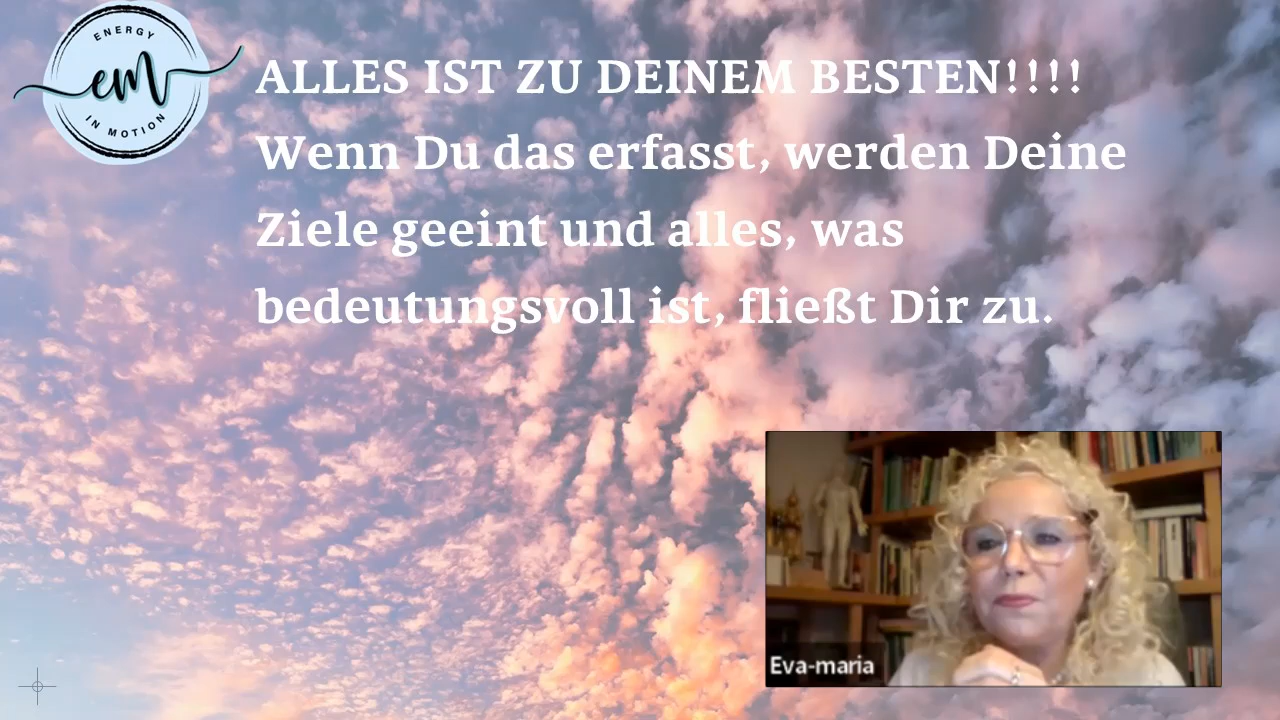 ENERGY
em
IN MOTION
ALLES IST ZU DEINEM BESTEN!!!!
Wenn Du das erfasst, werden Deine
Ziele geeint und alles, was
bedeutungsvoll ist, fließt Dir zu.
Eva-maria